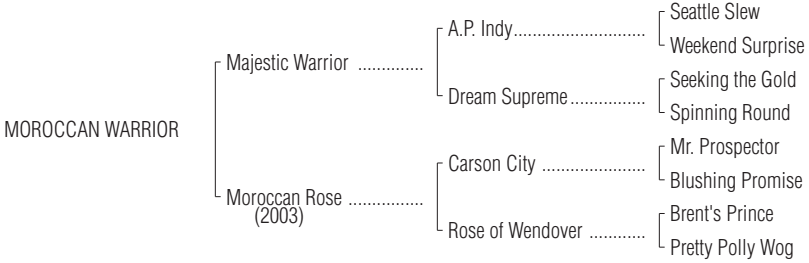 Seattle Slew
A.P. Indy.............................
Weekend Surprise
Majestic Warrior ..............
Seeking the Gold
Dream Supreme.................
Spinning Round
MOROCCAN WARRIOR
Mr. Prospector
Carson City .......................
Blushing Promise
Moroccan Rose ................
(2003)
Brent's Prince
Rose of Wendover ............
Pretty Polly Wog